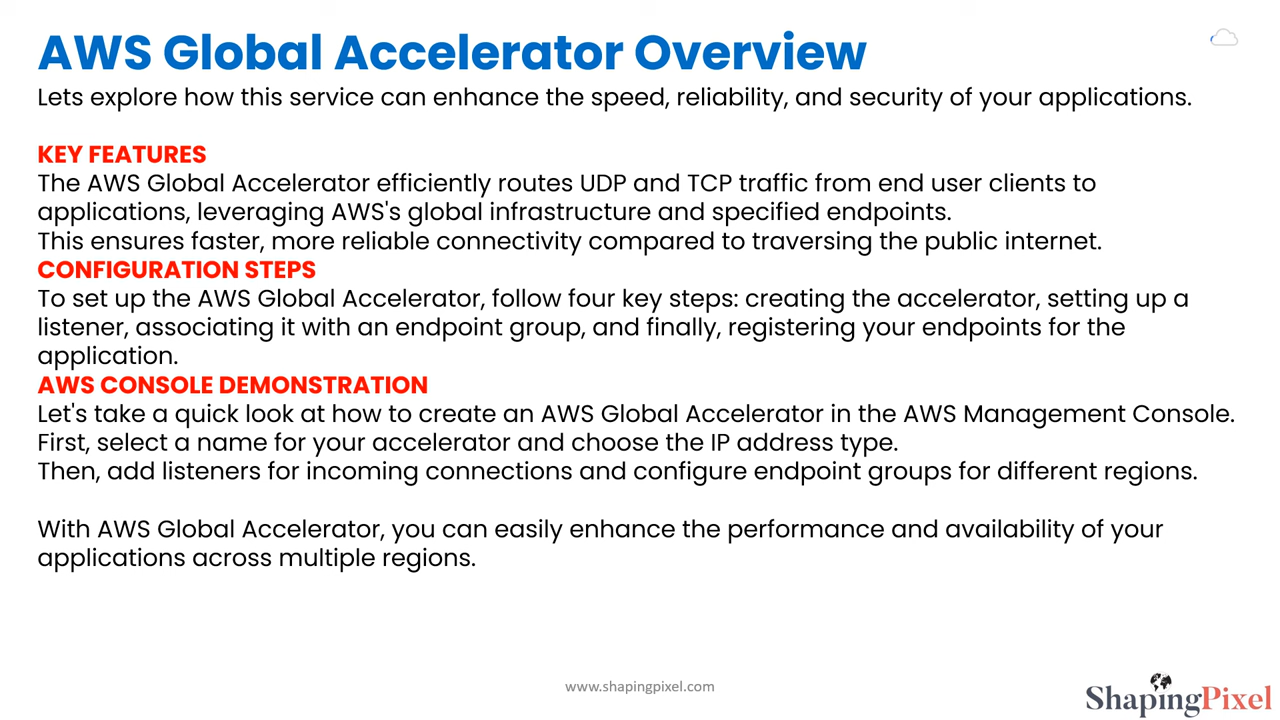 AWS Global Accelerator Overview
Lets explore how this service can enhance the speed, reliability, and security of your applications.
KEY FEATURES
The AWS Global Accelerator efficiently routes UDP and TCP traffic from end user clients to
applications, leveraging AWS's global infrastructure and specified endpoints.
This ensures faster, more reliable connectivity compared to traversing the public internet.
CONFIGURATION STEPS
To set up the AWS Global Accelerator, follow four key steps: creating the accelerator, setting up a
listener, associating it with an endpoint group, and finally, registering your endpoints for the
application.
AWS CONSOLE DEMONSTRATION
Let's take a quick look at how to create an AWS Global Accelerator in the AWS Management Console.
First, select a name for your accelerator and choose the IP address type.
Then, add listeners for incoming connections and configure endpoint groups for different regions.
With AWS Global Accelerator, you can easily enhance the performance and availability of your
applications across multiple regions.
www.shapingpixel.com
ShapingPixel